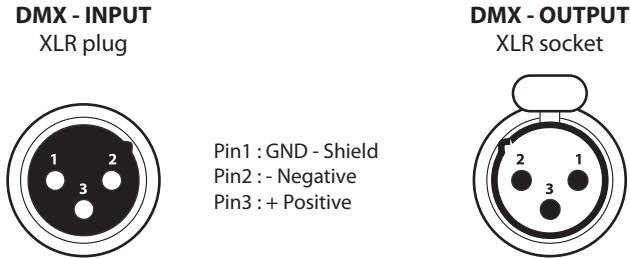 DMX - INPUT
XLR plug
1 2
3
Pin1 : GND - Shield
Pin2 : - Negative
Pin3 : + Positive
DMX - OUTPUT
XLR socket
2 1
3